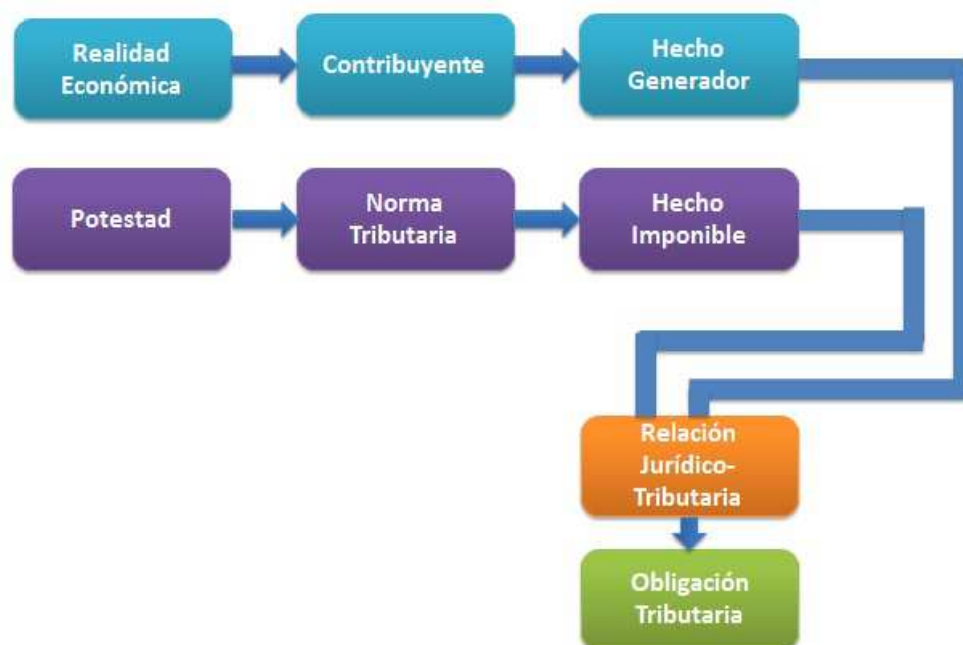 Realidad
Económica
Contribuyente
Hecho
Generador
Potestad
Norma
Tributaria
Hecho
Imponible
Relación
Jurídico-
Tributaria
Obligación
Tributaria